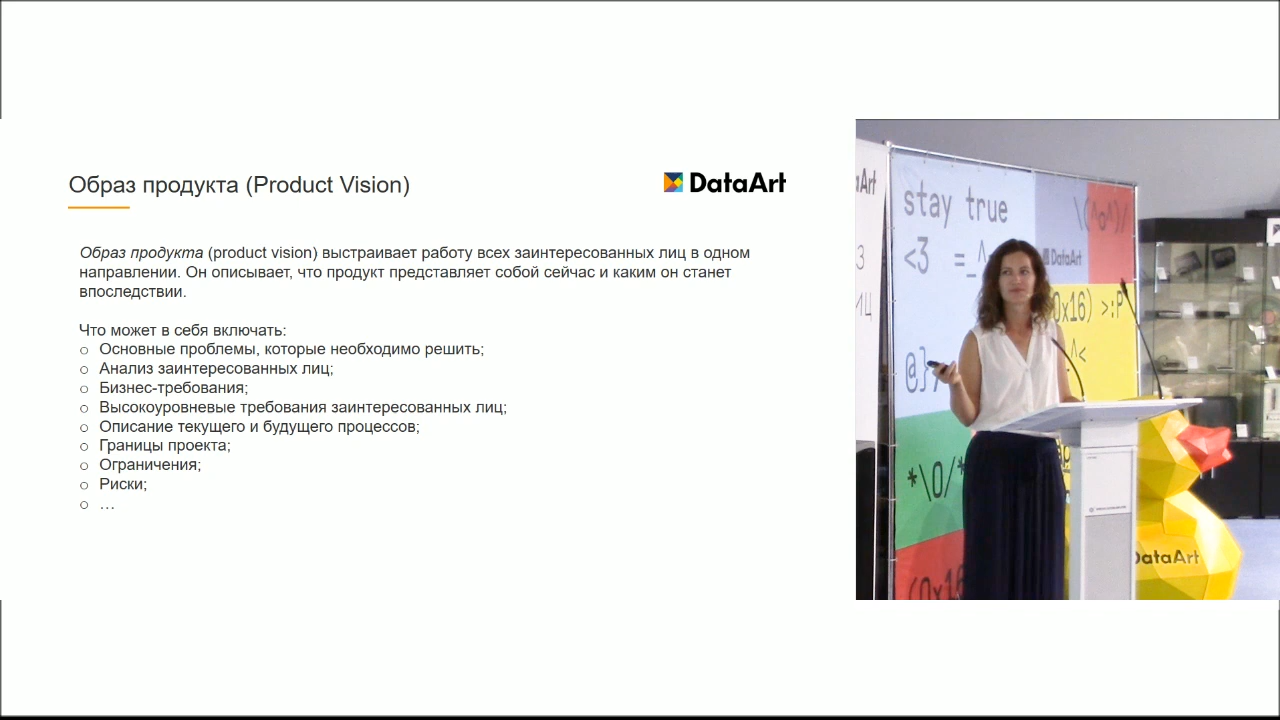 Образ продукта (Product Vision)
DataArt
Образ продукта (product vision) выстраивает работу всех заинтересованных лиц в одном
направлении. Он описывает, что продукт представляет собой сейчас и каким он станет
впоследствии.
Что может в себя включать:
o Основные проблемы, которые необходимо решить;
o Анализ заинтересованных лиц;
o Бизнес-требования;
o Высокоуровневые требования заинтересованных лиц;
o Описание текущего и будущего процессов;
o Границы проекта;
o Ограничения;
o Риски;
o …
stay true
\(^o^)/
<3 =_^
DataArt
0x16) >:P
@}
^<
*\0/*
(0x16
DataArt